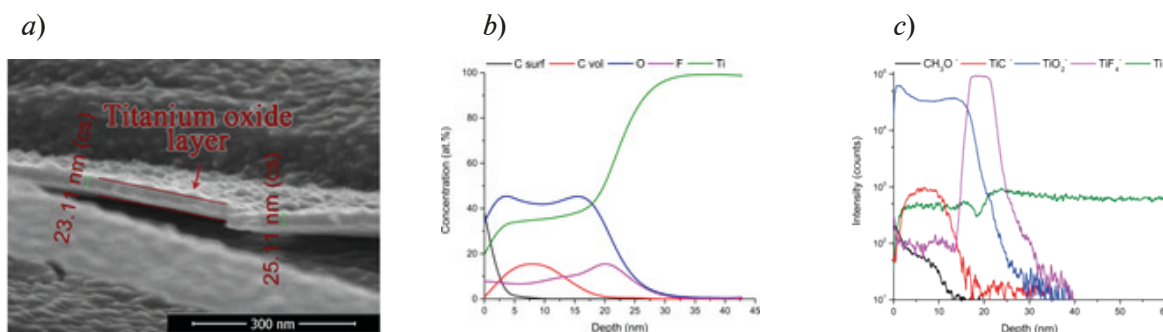 a)
b)
c)
Titanium oxide
layer
23.11 nm (cs)
25.11 nm (cs)
300 nm
C surf C vol O F Ti
Concentration (at.%)
100
80
60
40
20
0
0 5 10 15 20 25 30 35 40 45
Depth (nm)
CH₃O⁻ TiC⁻ TiO₂⁻ TiF₄⁻
Intensity (counts)
10¹
0 10 20 30 40 50
Depth (nm)